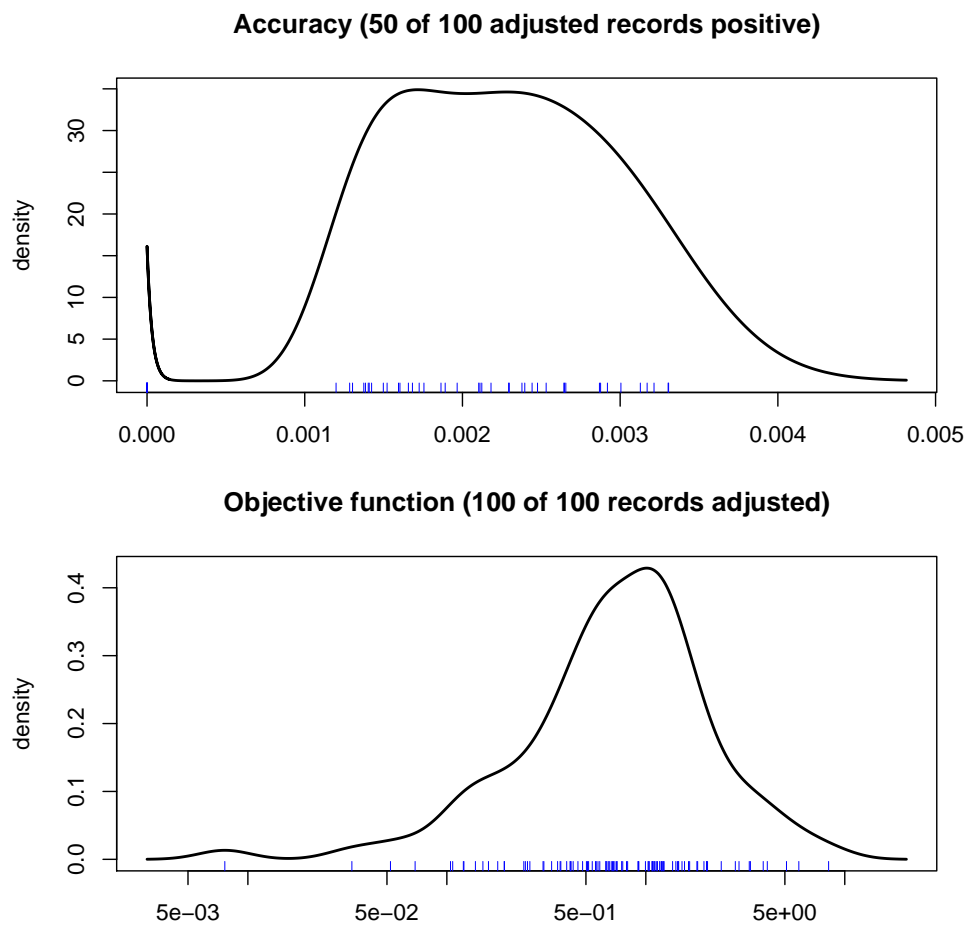 Accuracy (50 of 100 adjusted records positive)
density
30
20
10
5
0
0.000 0.001 0.002 0.003 0.004 0.005
Objective function (100 of 100 records adjusted)
density
0.4
0.3
0.2
0.1
0.0
5e−03 5e−02 5e−01 5e+00